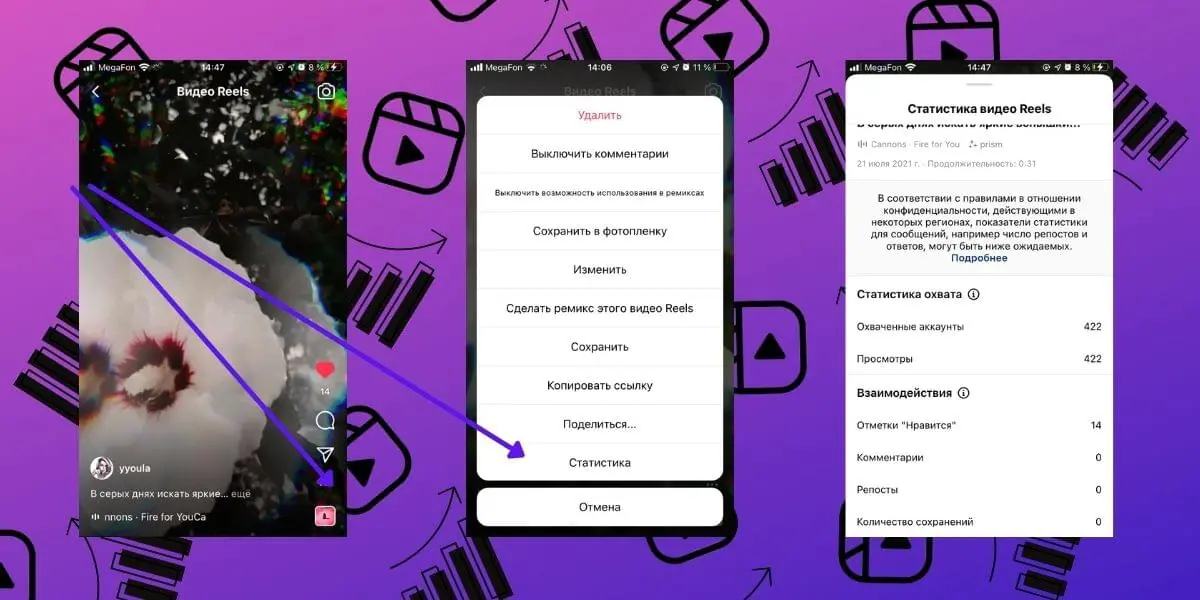 MegaFon 14:47 8 %
Видео Reels
14
yyoula
В серых днях искать яркие... ещё
nnons · Fire for YouCa
MegaFon 14:06 11 %
Видео Reels
Удалить
Выключить комментарии
Выключить возможность использования в ремиксах
Сохранить в фотопленку
Изменить
Сделать ремикс этого видео Reels
Сохранить
Копировать ссылку
Поделиться...
Статистика
Отмена
MegaFon 14:47 8 %
Статистика видео Reels
В серых днях искать яркие вспышки...
Cannons · Fire for You prism
21 июля 2021 г. · Продолжительность: 0:31
В соответствии с правилами в отношении
конфиденциальности, действующими в
некоторых регионах, показатели статистики
для сообщений, например число репостов и
ответов, могут быть ниже ожидаемых.
Подробнее
Статистика охвата
Охваченные аккаунты 422
Просмотры 422
Взаимодействия
Отметки "Нравится" 14
Комментарии 0
Репосты 0
Количество сохранений 0